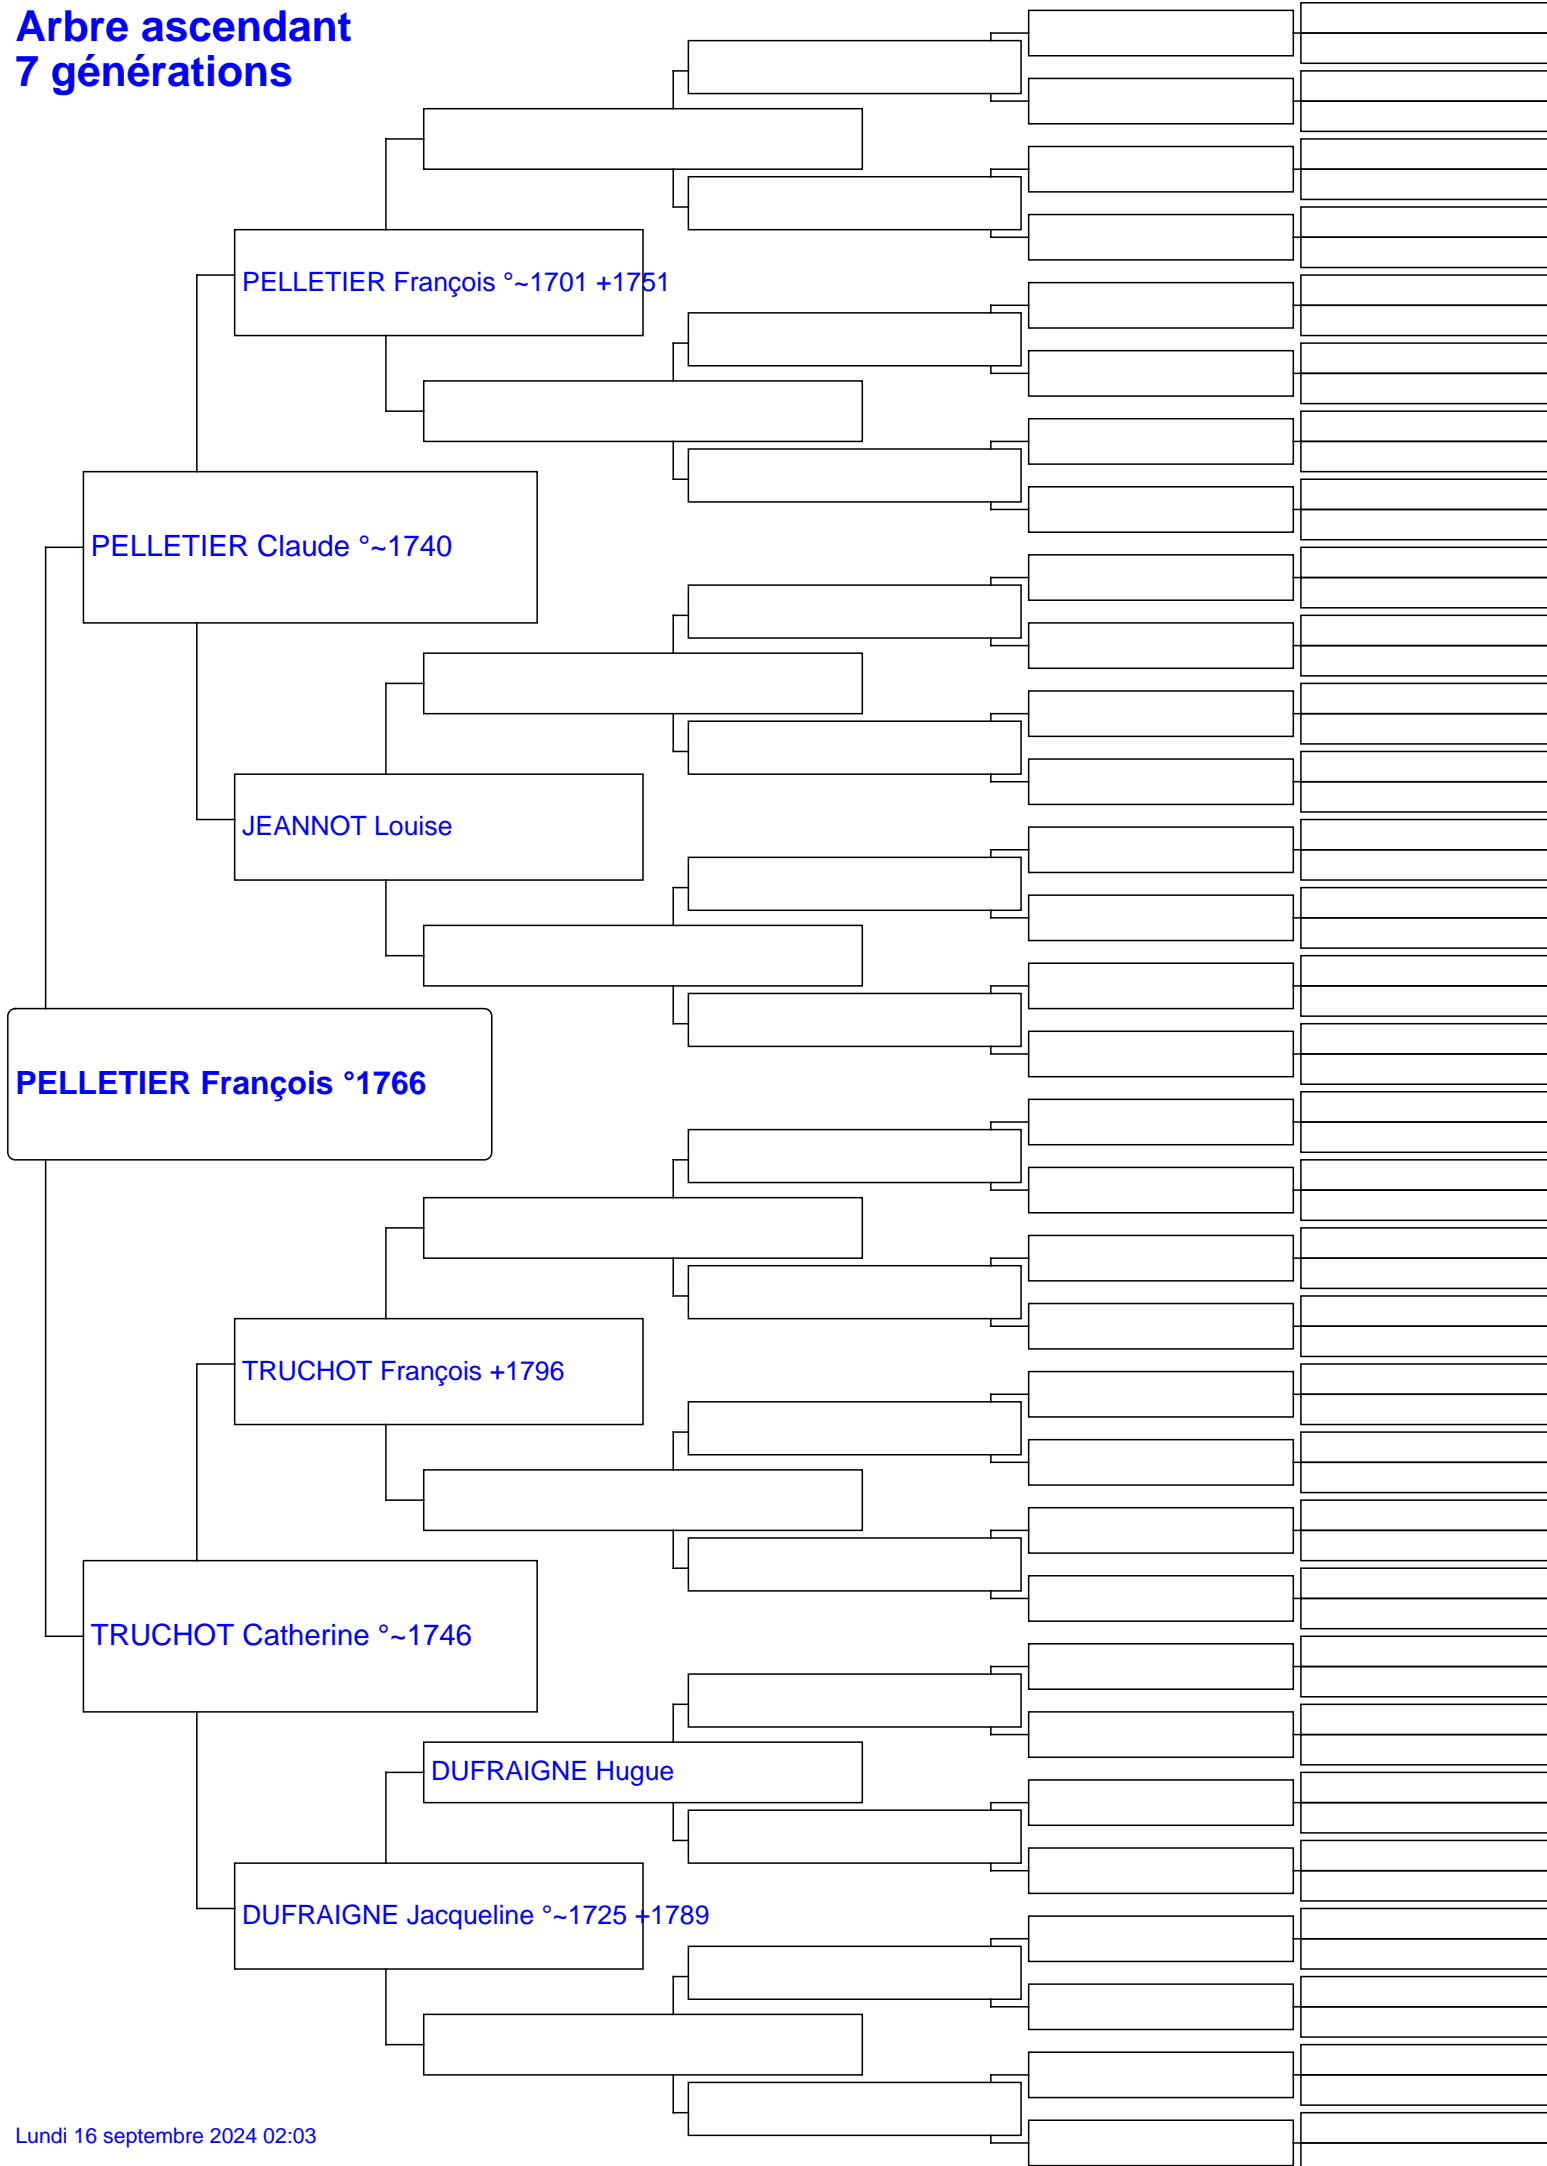 Arbre ascendant
7 générations
PELLETIER François °~1701 +1751
PELLETIER Claude °~1740
JEANNOT Louise
PELLETIER François °1766
TRUCHOT François +1796
TRUCHOT Catherine °~1746
DUFRAIGNE Hugue
DUFRAIGNE Jacqueline °~1725 +1789
Lundi 16 septembre 2024 02:03